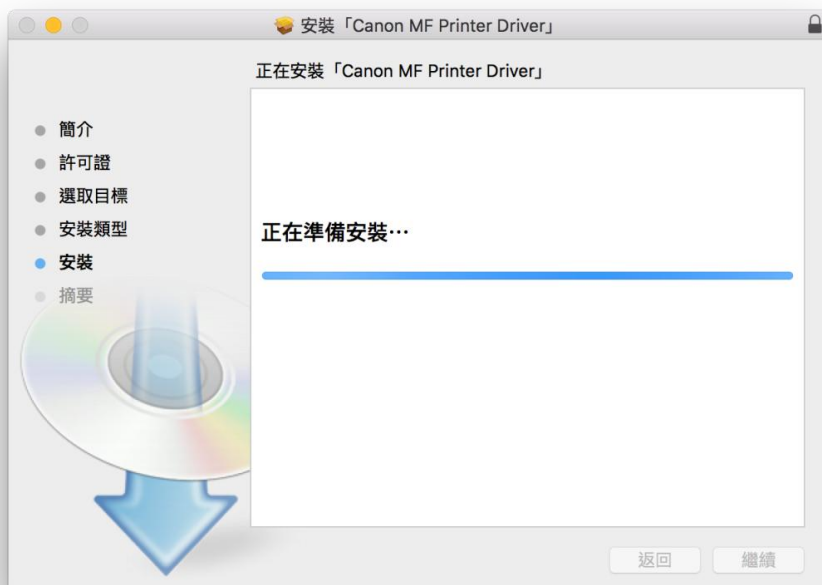 安裝「Canon MF Printer Driver」
正在安裝「Canon MF Printer Driver」
簡介
許可證
選取目標
安裝類型
安裝
摘要
正在準備安裝⋯
返回
繼續